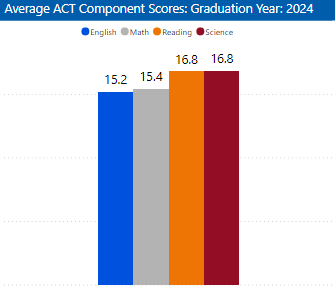 Average ACT Component Scores: Graduation Year: 2024
English Math Reading Science
15.2 15.4 16.8 16.8